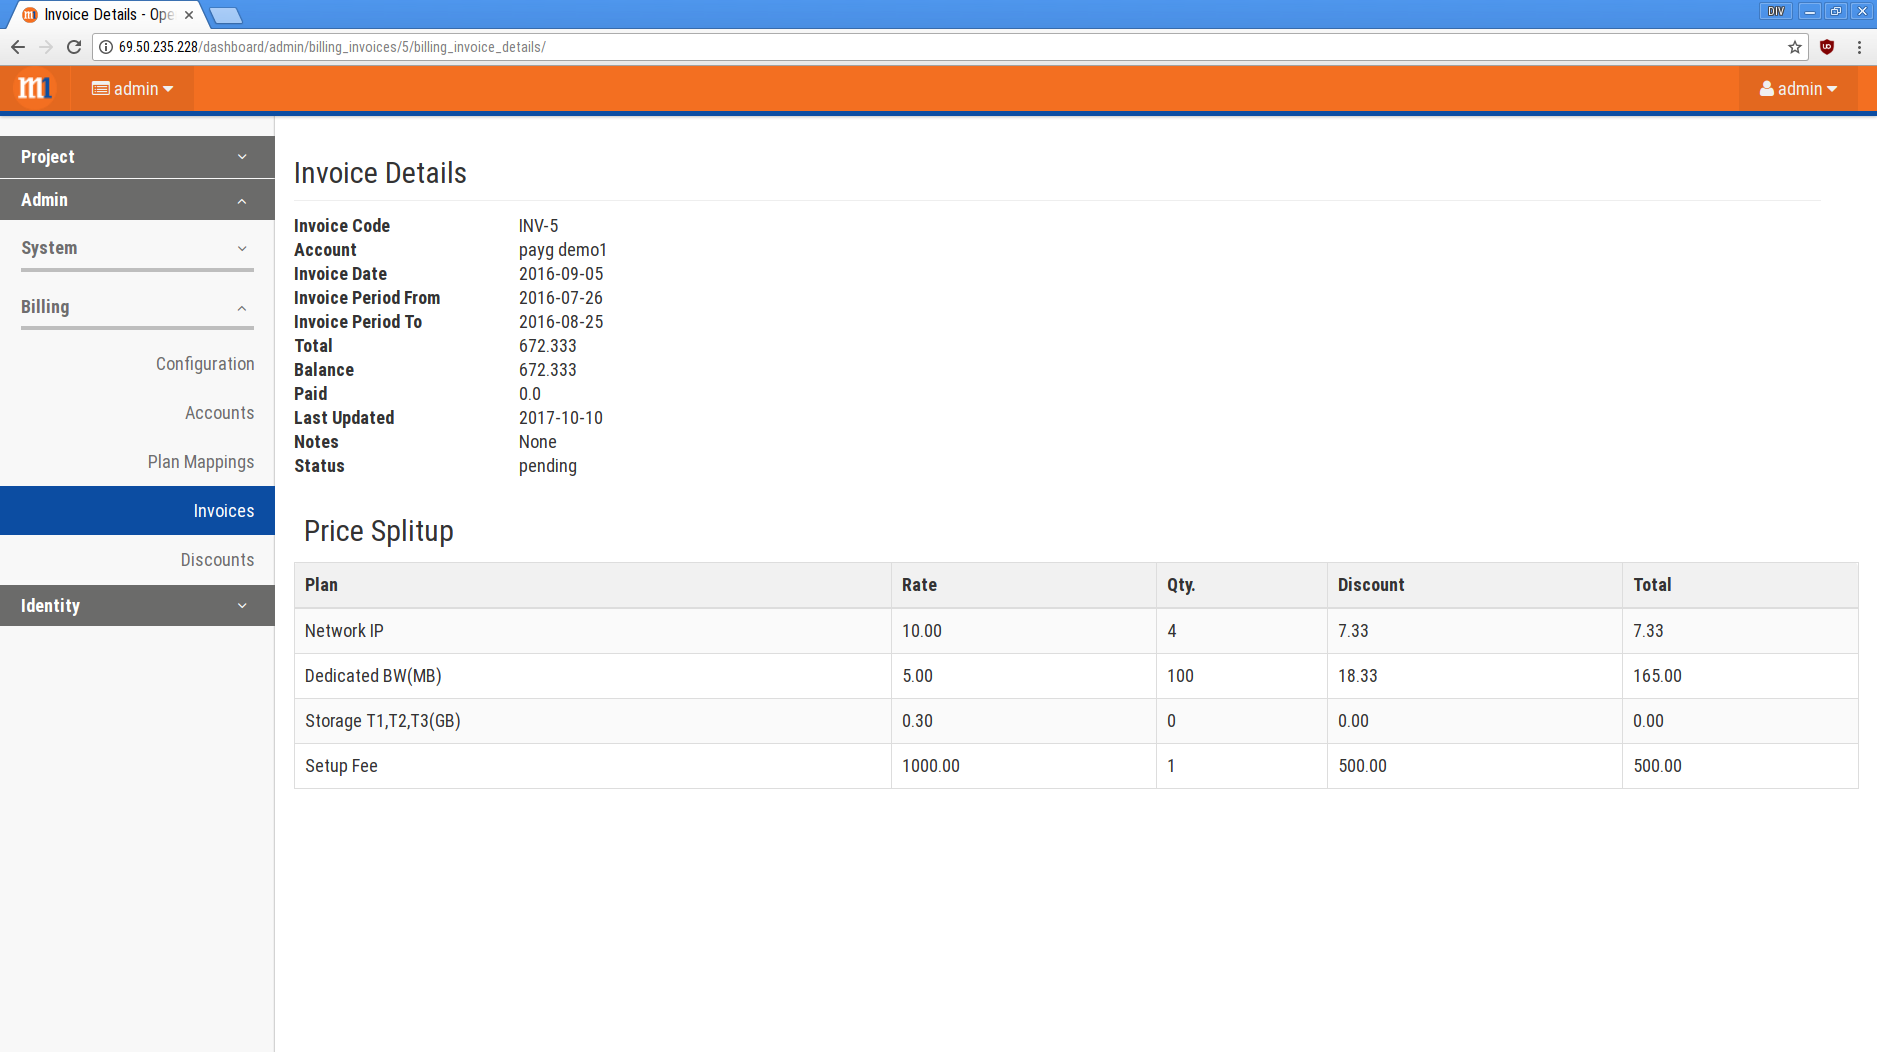 Invoice Details - Ope
DIV
69.50.235.228/dashboard/admin/billing_invoices/5/billing_invoice_details/
m1 admin admin
Project
Admin
System
Billing
Configuration
Accounts
Plan Mappings
Invoices
Discounts
Identity
Invoice Details
Invoice Code INV-5
Account payg demo1
Invoice Date 2016-09-05
Invoice Period From 2016-07-26
Invoice Period To 2016-08-25
Total 672.333
Balance 672.333
Paid 0.0
Last Updated 2017-10-10
Notes None
Status pending
Price Splitup
Plan Rate Qty. Discount Total
Network IP 10.00 4 7.33 7.33
Dedicated BW(MB) 5.00 100 18.33 165.00
Storage T1,T2,T3(GB) 0.30 0 0.00 0.00
Setup Fee 1000.00 1 500.00 500.00